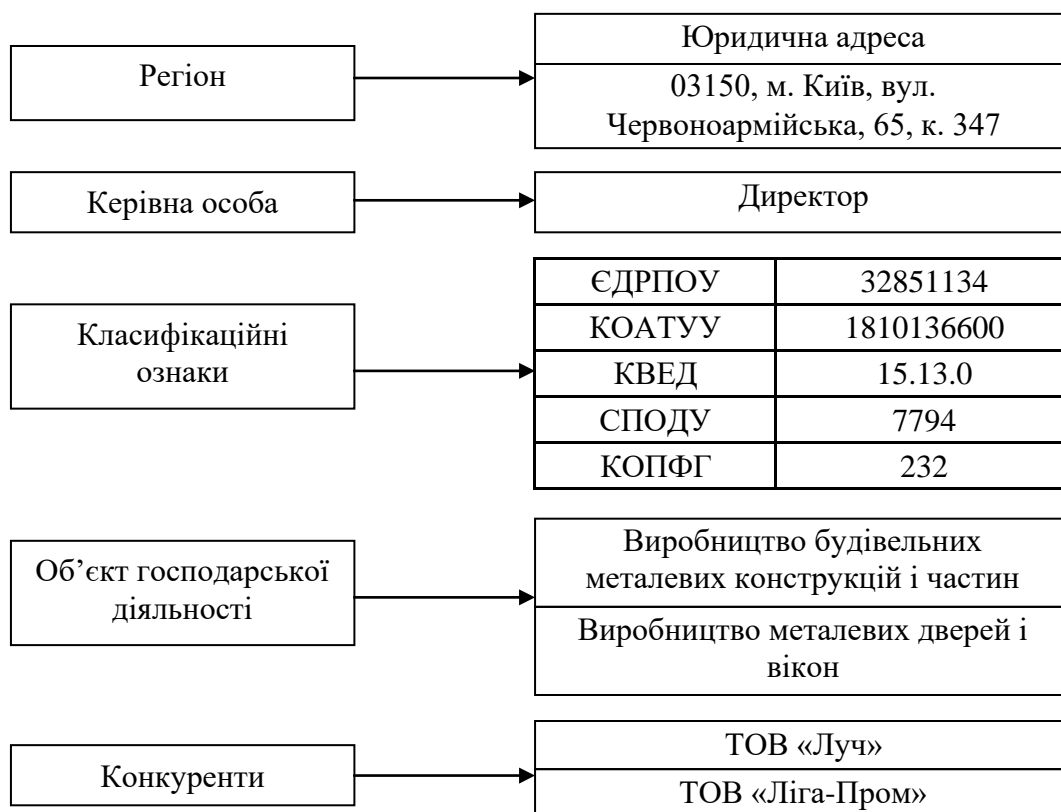 Регіон
Юридична адреса
03150, м. Київ, вул.
Червоноармійська, 65, к. 347
Керівна особа
Директор
Класифікаційні
ознаки
ЄДРПОУ 32851134
КОАТУУ 1810136600
КВЕД 15.13.0
СПОДУ 7794
КОПФГ 232
Об’єкт господарської
діяльності
Виробництво будівельних
металевих конструкцій і частин
Виробництво металевих дверей і
вікон
Конкуренти
ТОВ «Луч»
ТОВ «Ліга-Пром»